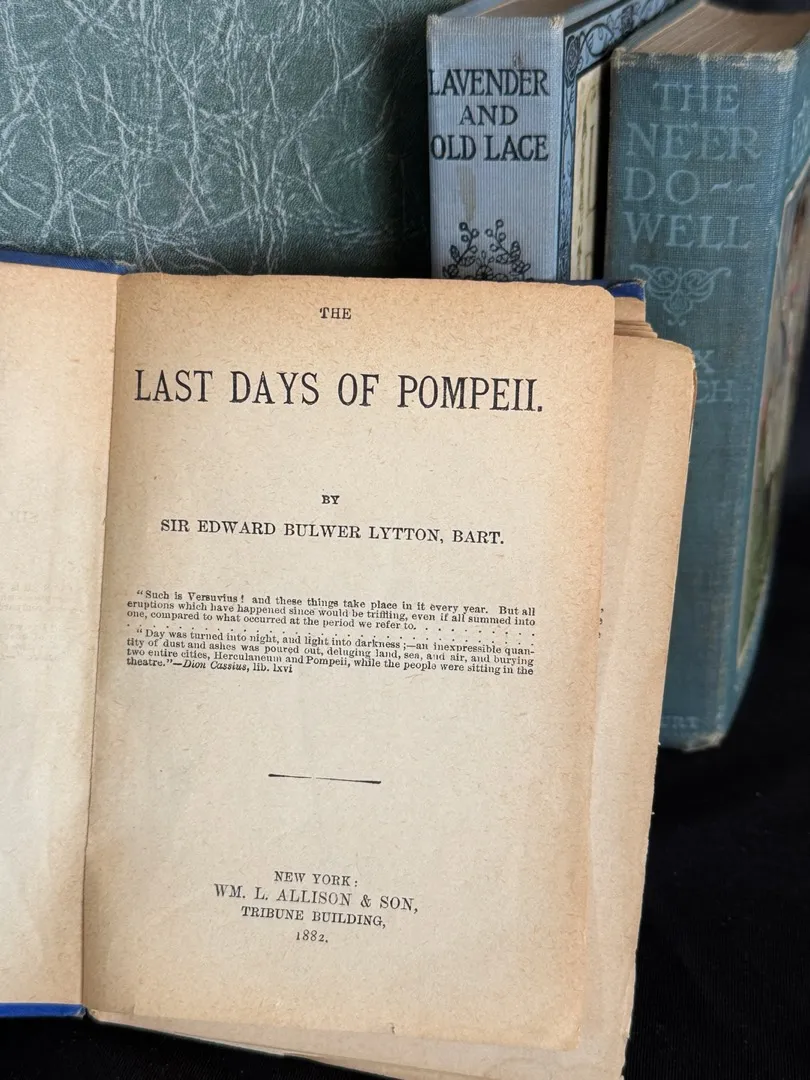 LAVENDER
AND
OLD LACE
THE
NE'ER
DO--
WELL
THE
LAST DAYS OF POMPEII.
BY
SIR EDWARD BULWER LYTTON, BART.
"Such is Versuvius! and these things take place in it every year. But all
eruptions which have happened since would be trifling, even if all summed into
one, compared to what occurred at the period we refer to. . . . . . . . . .
. . . . . . . . . . . . . . . . . . . . . . . .
"Day was turned into night, and light into darkness;—an inexpressible quan-
tity of dust and ashes was poured out, deluging land, sea, and air, and burying
two entire cities, Herculaneum and Pompeii, while the people were sitting in the
theatre."—Dion Cassius, lib. lxvi
NEW YORK:
WM. L. ALLISON & SON,
TRIBUNE BUILDING,
1882.